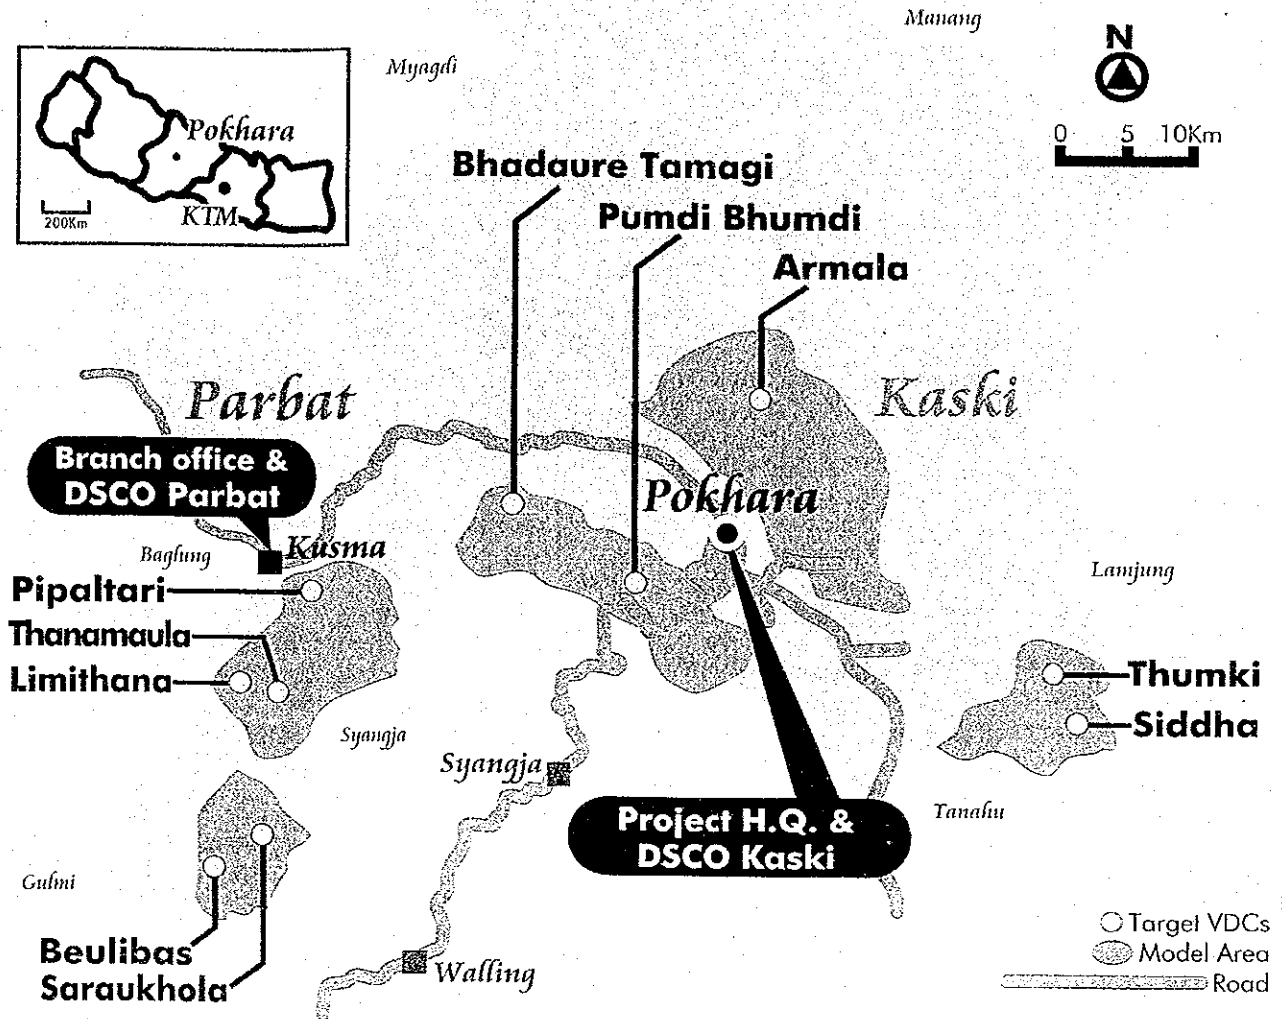 Manang
Myagdi
N
0 5 10Km
Pokhara
KTM
200Km
Bhadaure Tamagi
Pumdi Bhumdi
Armala
Parbat
Kaski
Branch office &
DSCO Parbat
Pokhara
Baglung
Kusma
Lamjung
Pipaltari
Thanamaula
Limithana
Thumki
Siddha
Syangja
Syangja
Tanahu
Project H.Q. &
DSCO Kaski
Gulmi
Beulibas
Saraukhola
Walling
Target VDCs
Model Area
Road